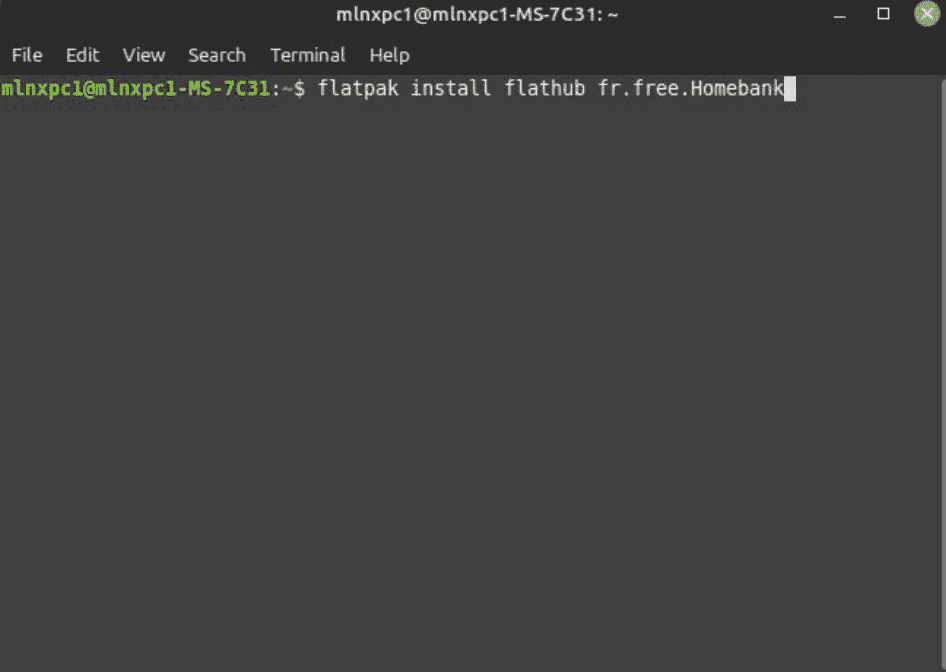 mlnxpc1@mlnxpc1-MS-7C31: ~
File Edit View Search Terminal Help
mlnxpc1@mlnxpc1-MS-7C31:~$ flatpak install flathub fr.free.Homebank